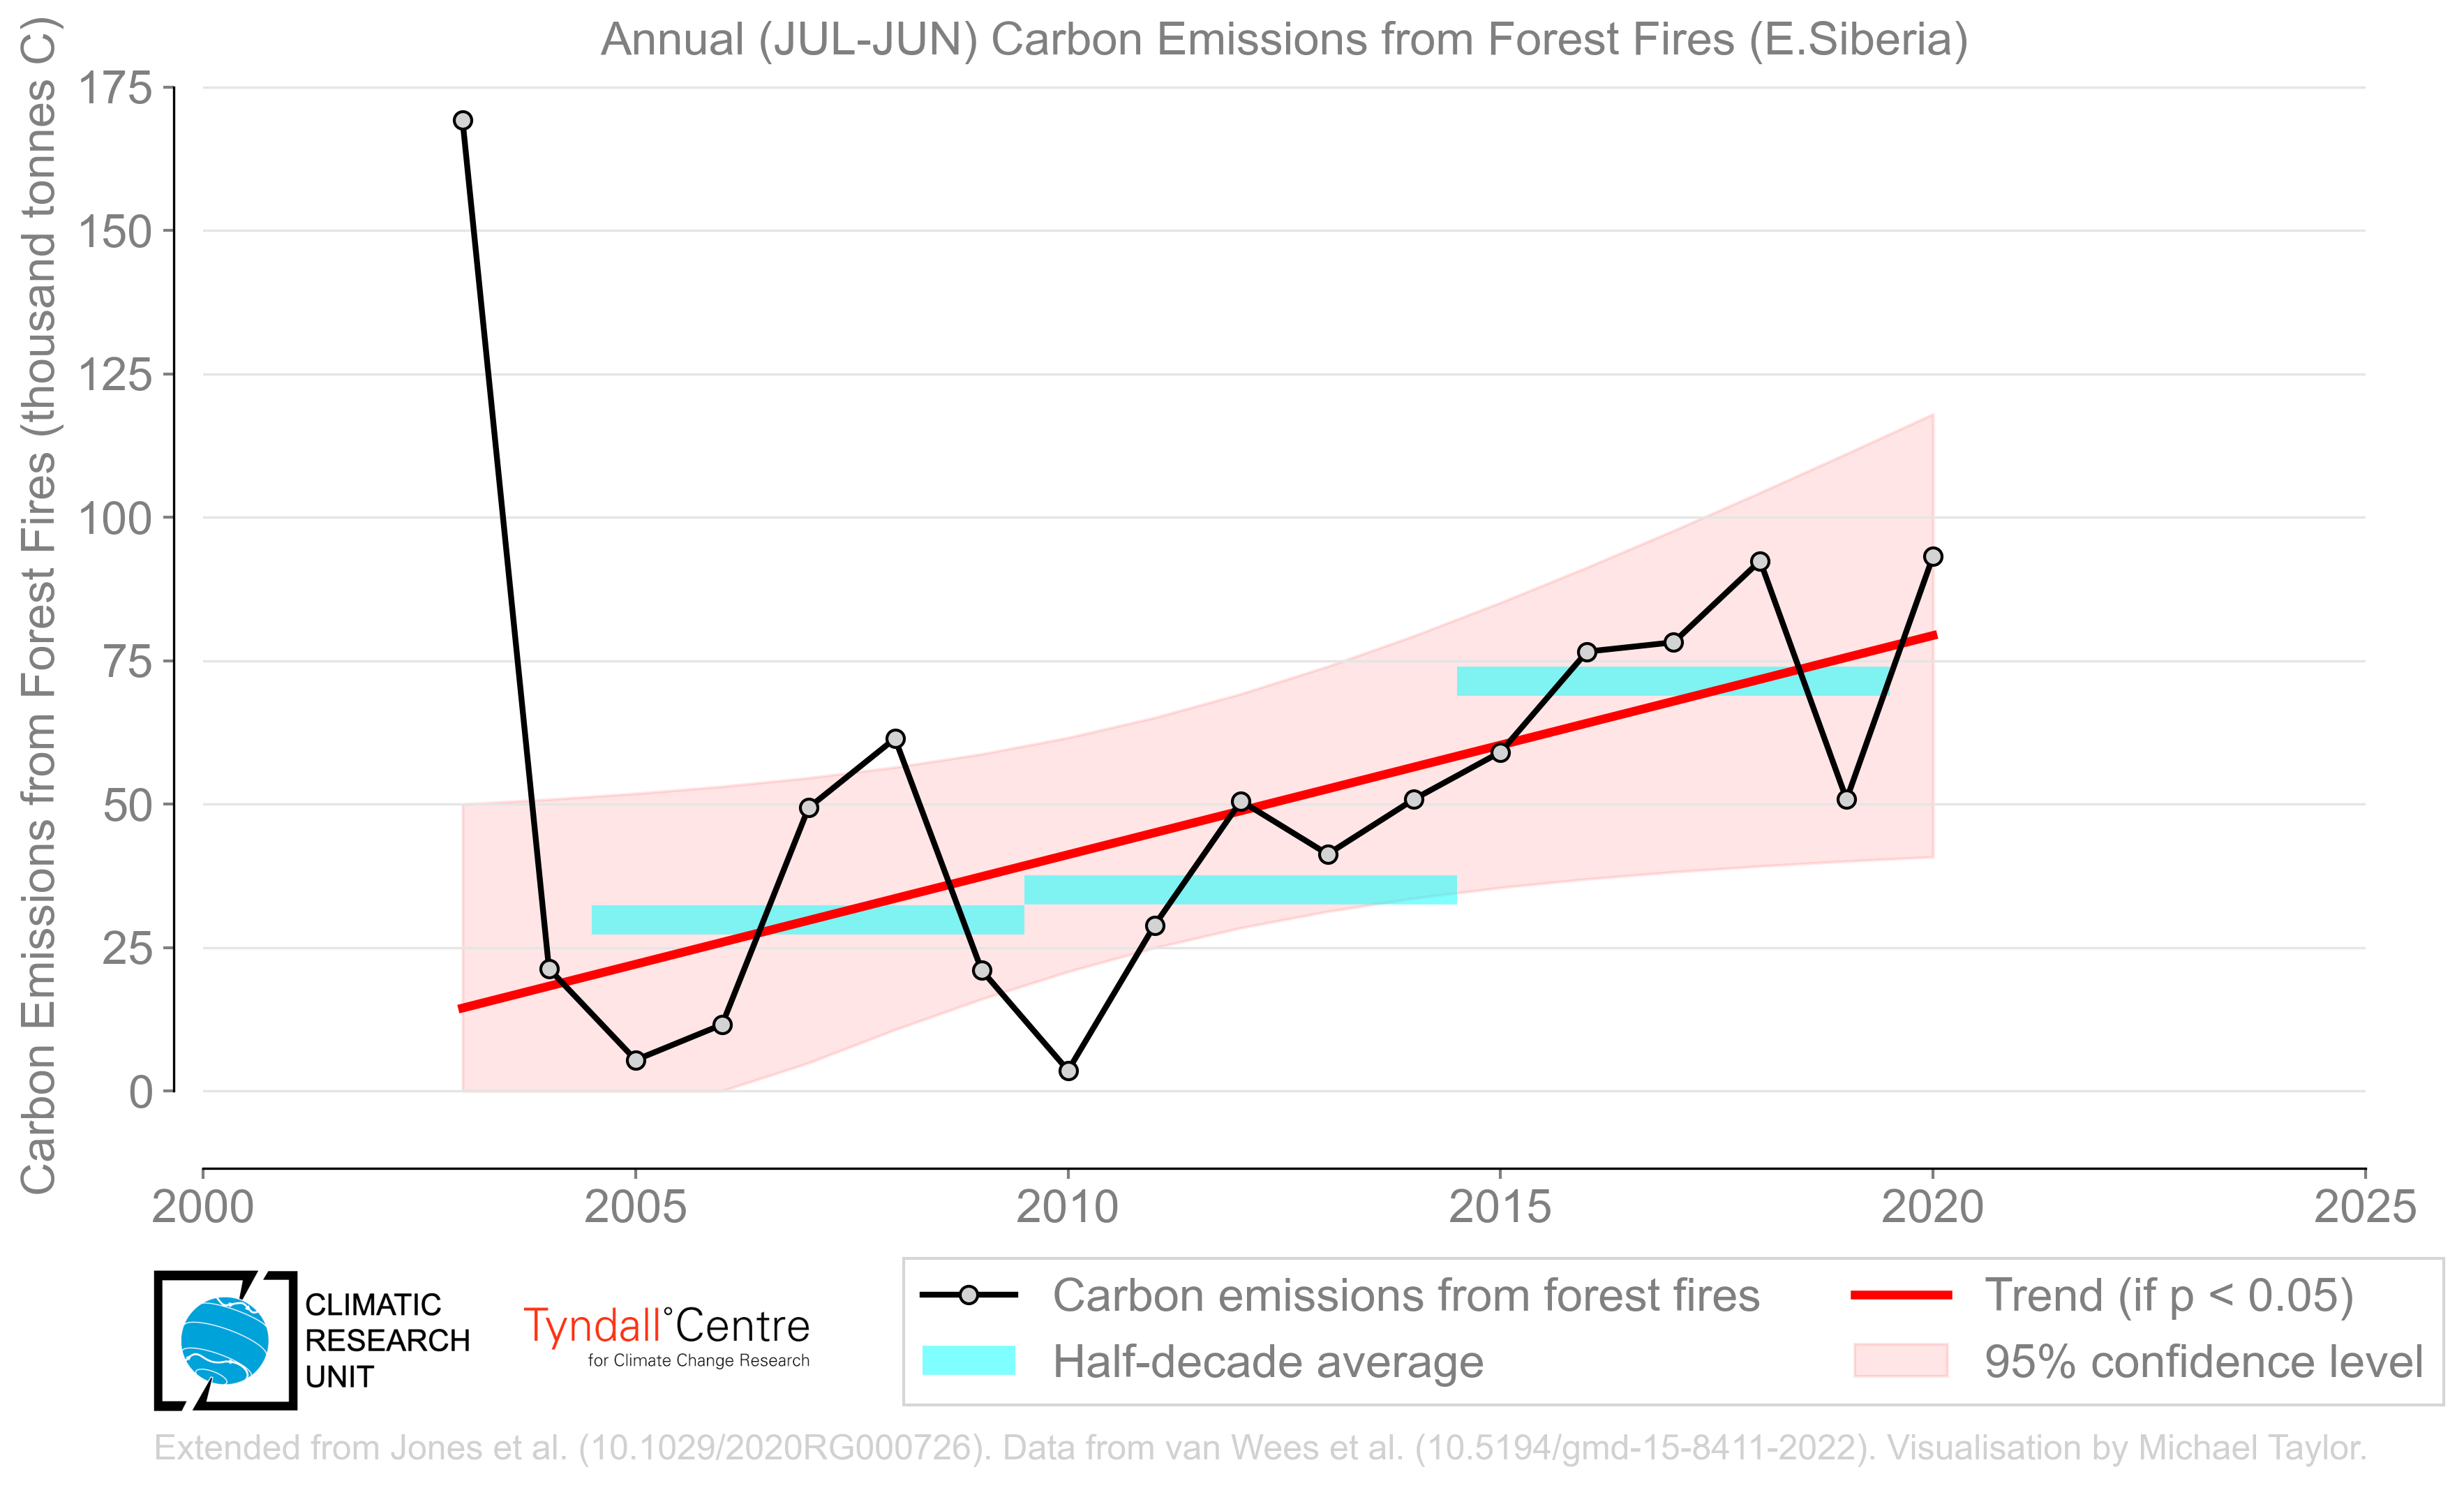 Annual (JUL-JUN) Carbon Emissions from Forest Fires (E.Siberia)
Carbon Emissions from Forest Fires (thousand tonnes C)
175
150
125
100
75
50
25
0
2000 2005 2010 2015 2020 2025
CLIMATIC
RESEARCH
UNIT
Tyndall°Centre
for Climate Change Research
Carbon emissions from forest fires
Half-decade average
Trend (if p < 0.05)
95% confidence level
Extended from Jones et al. (10.1029/2020RG000726). Data from van Wees et al. (10.5194/gmd-15-8411-2022). Visualisation by Michael Taylor.